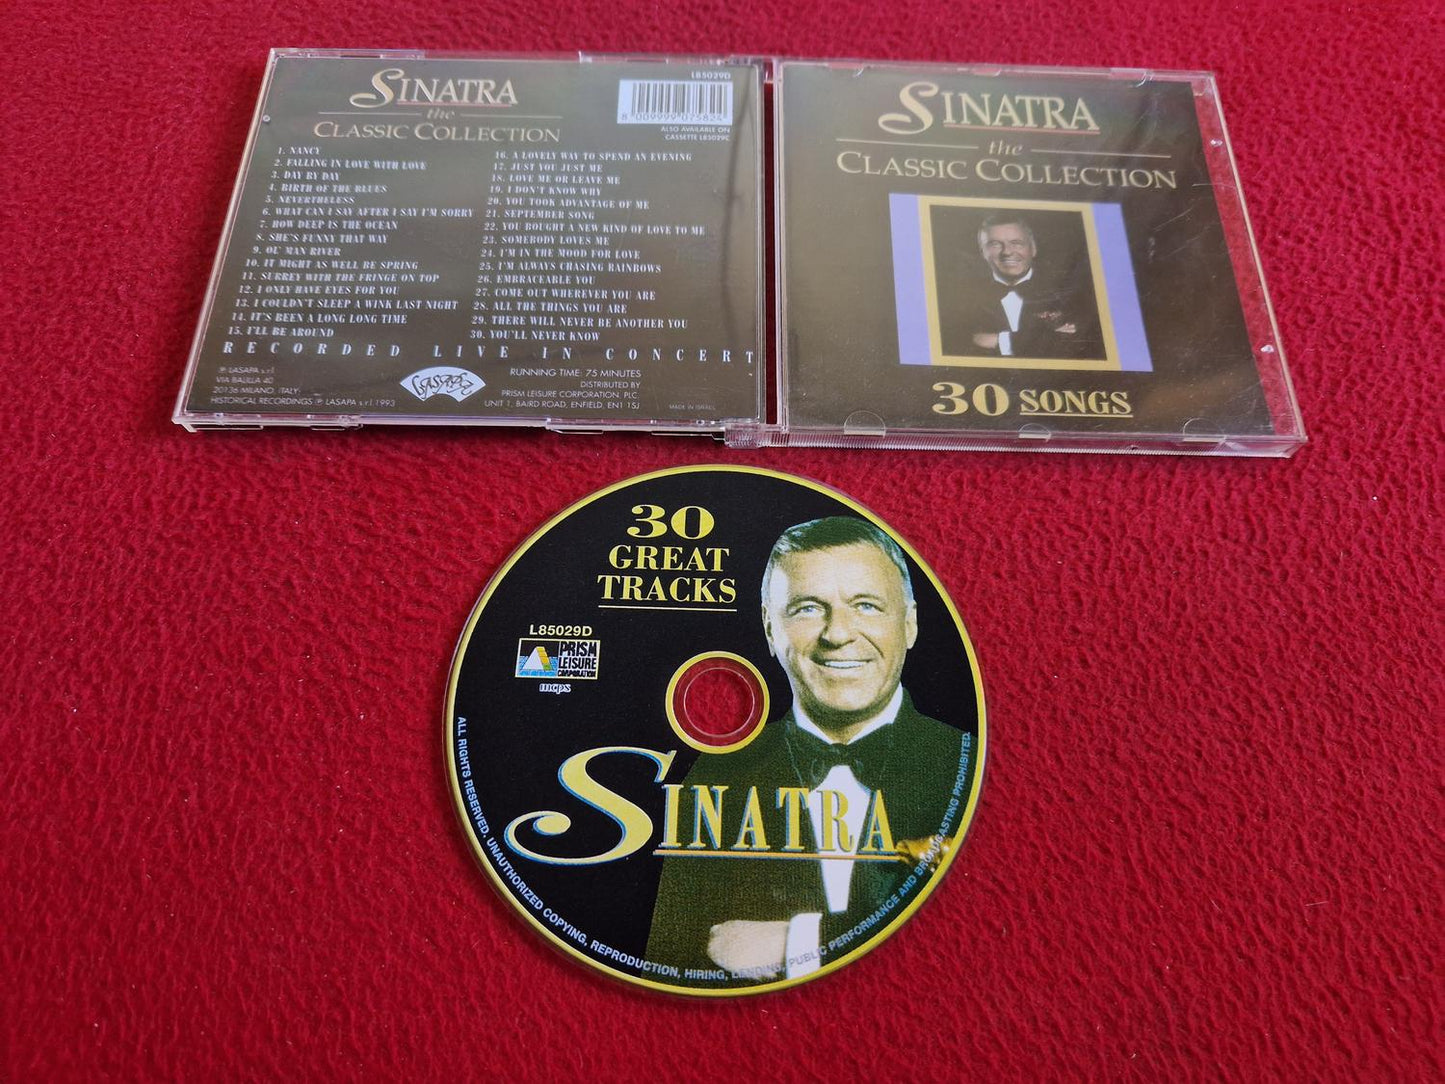 SINATRA
the
CLASSIC COLLECTION
L85029D
8 009999 075824
ALSO AVAILABLE ON
CASSETTE L85029C
1. NANCY
2. FALLING IN LOVE WITH LOVE
3. DAY BY DAY
4. BIRTH OF THE BLUES
5. NEVERTHELESS
6. WHAT CAN I SAY AFTER I SAY I'M SORRY
7. HOW DEEP IS THE OCEAN
8. SHE'S FUNNY THAT WAY
9. OL' MAN RIVER
10. IT MIGHT AS WELL BE SPRING
11. SURREY WITH THE FRINGE ON TOP
12. I ONLY HAVE EYES FOR YOU
13. I COULDN'T SLEEP A WINK LAST NIGHT
14. IT'S BEEN A LONG LONG TIME
15. I'LL BE AROUND
16. A LOVELY WAY TO SPEND AN EVENING
17. JUST YOU JUST ME
18. LOVE ME OR LEAVE ME
19. I DON'T KNOW WHY
20. YOU TOOK ADVANTAGE OF ME
21. SEPTEMBER SONG
22. YOU BOUGHT A NEW KIND OF LOVE TO ME
23. SOMEBODY LOVES ME
24. I'M IN THE MOOD FOR LOVE
25. I'M ALWAYS CHASING RAINBOWS
26. EMBRACEABLE YOU
27. COME OUT WHEREVER YOU ARE
28. ALL THE THINGS YOU ARE
29. THERE WILL NEVER BE ANOTHER YOU
30. YOU'LL NEVER KNOW
RECORDED LIVE IN CONCERT
℗ LASAPA s.r.l
VIA BALILLA 40
20136 MILANO, ITALY
HISTORICAL RECORDINGS ℗ LASAPA s.r.l 1993
RUNNING TIME: 75 MINUTES
DISTRIBUTED BY
PRISM LEISURE CORPORATION. PLC.
UNIT 1, BAIRD ROAD, ENFIELD, EN1 1SJ
MADE IN ISRAEL
SINATRA
the
CLASSIC COLLECTION
30 SONGS
30
GREAT
TRACKS
L85029D
PRISM
LEISURE
CORPORATION
mcps
SINATRA
ALL RIGHTS RESERVED. UNAUTHORIZED COPYING, REPRODUCTION, HIRING, LENDING, PUBLIC PERFORMANCE AND BROADCASTING PROHIBITED.